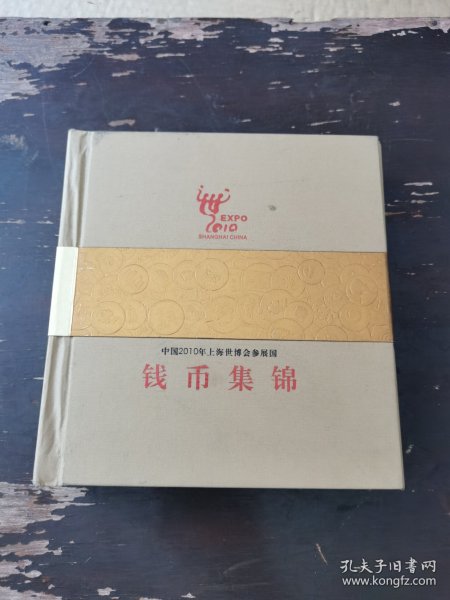 EXPO
2010
SHANGHAI CHINA
中国2010年上海世博会参展国
钱币集锦
孔夫子旧书网
www.kongfz.com